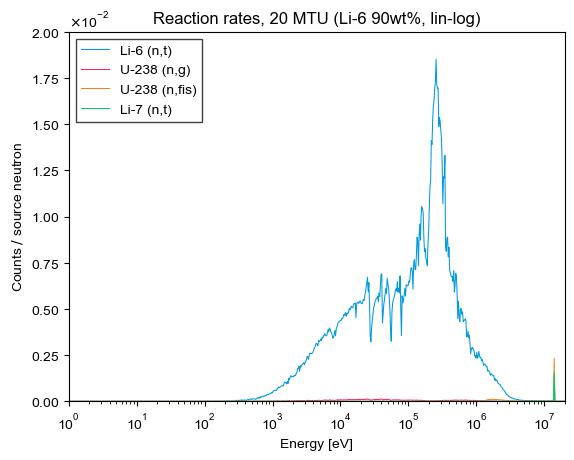 Reaction rates, 20 MTU (Li-6 90wt%, lin-log)
×10⁻²
2.00
1.75
1.50
1.25
1.00
0.75
0.50
0.25
0.00
Counts / source neutron
Li-6 (n,t)
U-238 (n,g)
U-238 (n,fis)
Li-7 (n,t)
10⁰ 10¹ 10² 10³ 10⁴ 10⁵ 10⁶ 10⁷
Energy [eV]